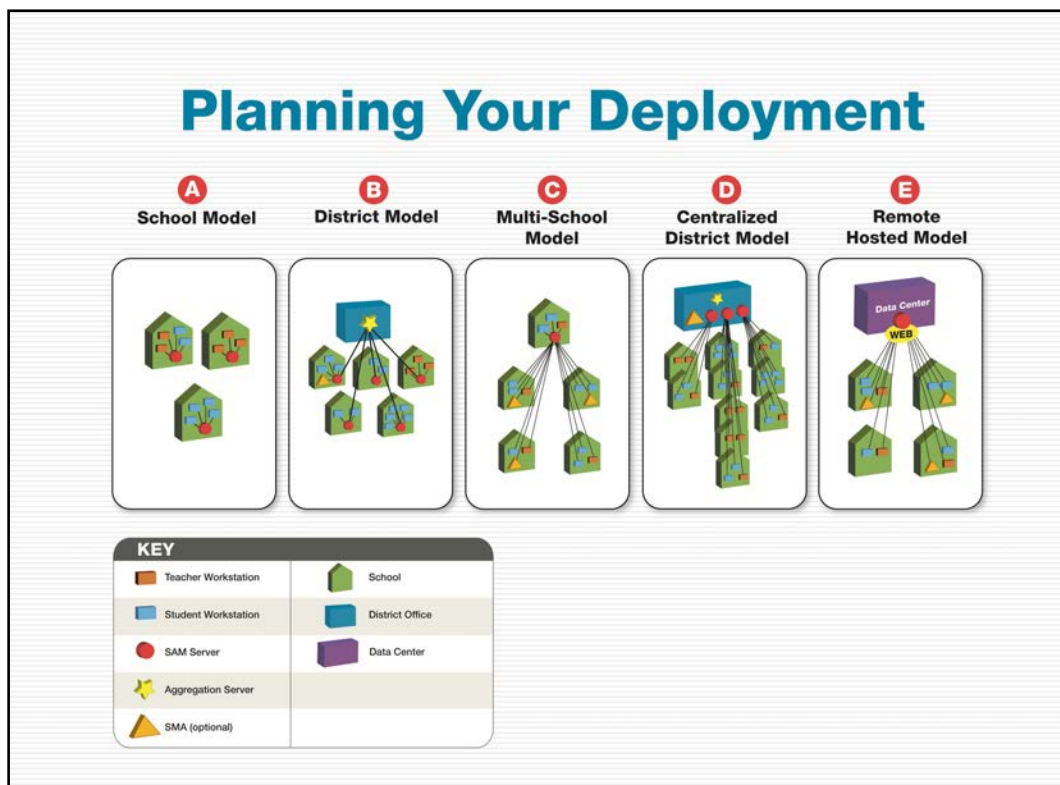 Planning Your Deployment
A
School Model
B
District Model
C
Multi-School
Model
D
Centralized
District Model
E
Remote
Hosted Model
Data Center
WEB
KEY
Teacher Workstation
School
Student Workstation
District Office
SAM Server
Data Center
Aggregation Server
SMA (optional)